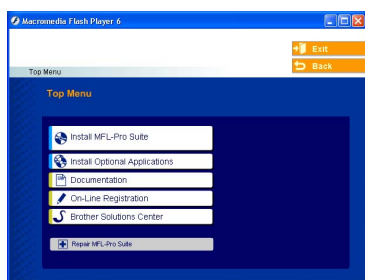 Macromedia Flash Player 6
Exit
Back
Top Menu
Top Menu
Install MFL-Pro Suite
Install Optional Applications
Documentation
On-Line Registration
Brother Solutions Center
Repair MFL-Pro Suite